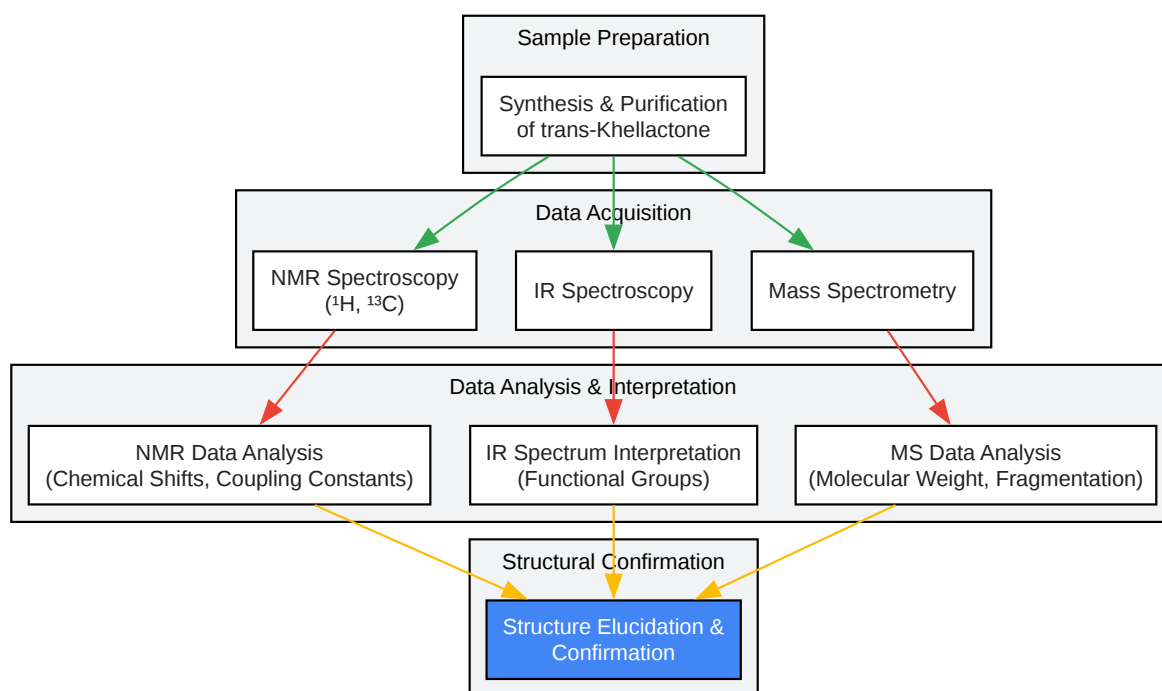 Sample Preparation
Synthesis & Purification
of trans-Khellactone
Data Acquisition
NMR Spectroscopy
(¹H, ¹³C)
IR Spectroscopy
Mass Spectrometry
Data Analysis & Interpretation
NMR Data Analysis
(Chemical Shifts, Coupling Constants)
IR Spectrum Interpretation
(Functional Groups)
MS Data Analysis
(Molecular Weight, Fragmentation)
Structural Confirmation
Structure Elucidation &
Confirmation